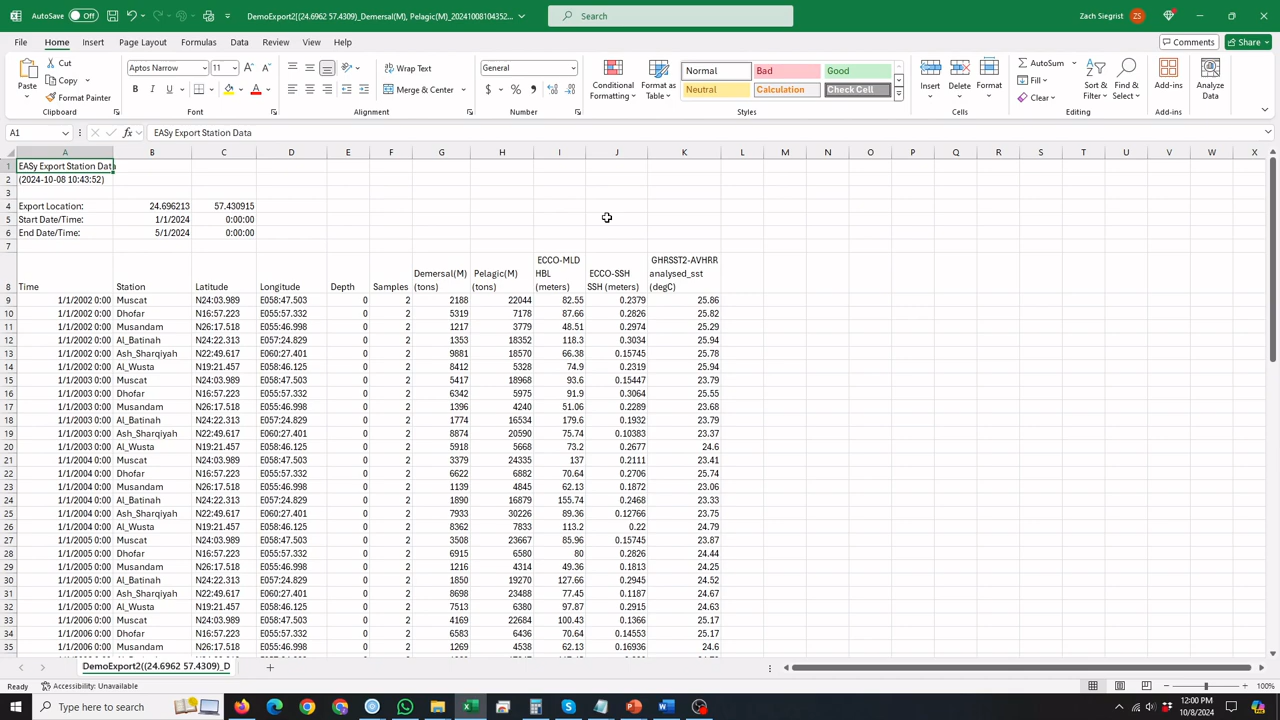 AutoSave Off DemoExport2[(24.6962 57.4309)_Demersal(M), Pelagic(M)_20241008104352... Search Zach Siegrist ZS
File Home Insert Page Layout Formulas Data Review View Help Comments Share
Paste Cut Copy Format Painter Clipboard
Aptos Narrow 11 B I U A Font
Wrap Text Merge & Center Alignment
General $ % 9 Number
Conditional Formatting Format as Table Normal Bad Good Neutral Calculation Check Cell Styles
Insert Delete Format Cells
AutoSum Fill Clear Sort & Filter Find & Select Editing
Add-ins Add-ins Analyze Data
A1 fx EASy Export Station Data
A B C D E F G H I J K L M N O P Q R S T U V W X
1 EASy Export Station Data
2 (2024-10-08 10:43:52)
3
4 Export Location: 24.696213 57.430915
5 Start Date/Time: 1/1/2024 0:00:00
6 End Date/Time: 5/1/2024 0:00:00
7
8 Time Station Latitude Longitude Depth Samples Demersal(M) (tons) Pelagic(M) (tons) ECCO-MLD HBL (meters) ECCO-SSH SSH (meters) GHRSST2-AVHRR analysed_sst (degC)
9 1/1/2002 0:00 Muscat N24:03.989 E058:47.503 0 2 2188 22044 82.55 0.2379 25.86
10 1/1/2002 0:00 Dhofar N16:57.223 E055:57.332 0 2 5319 7178 87.66 0.2826 25.82
11 1/1/2002 0:00 Musandam N26:17.518 E055:46.998 0 2 1217 3779 48.51 0.2974 25.29
12 1/1/2002 0:00 Al_Batinah N24:22.313 E057:24.829 0 2 1353 18352 118.3 0.3034 25.94
13 1/1/2002 0:00 Ash_Sharqiyah N22:49.617 E060:27.401 0 2 9881 18570 66.38 0.15745 25.78
14 1/1/2002 0:00 Al_Wusta N19:21.457 E058:46.125 0 2 8412 5328 74.9 0.2319 25.94
15 1/1/2003 0:00 Muscat N24:03.989 E058:47.503 0 2 5417 18968 93.6 0.15447 23.79
16 1/1/2003 0:00 Dhofar N16:57.223 E055:57.332 0 2 6342 5975 91.9 0.3064 25.55
17 1/1/2003 0:00 Musandam N26:17.518 E055:46.998 0 2 1396 4240 51.06 0.2289 23.68
18 1/1/2003 0:00 Al_Batinah N24:22.313 E057:24.829 0 2 1774 16534 179.6 0.1932 23.79
19 1/1/2003 0:00 Ash_Sharqiyah N22:49.617 E060:27.401 0 2 8874 20590 75.74 0.10383 23.37
20 1/1/2003 0:00 Al_Wusta N19:21.457 E058:46.125 0 2 5918 5668 73.2 0.2677 24.6
21 1/1/2004 0:00 Muscat N24:03.989 E058:47.503 0 2 3379 24335 137 0.2111 23.41
22 1/1/2004 0:00 Dhofar N16:57.223 E055:57.332 0 2 6622 6882 70.64 0.2706 25.74
23 1/1/2004 0:00 Musandam N26:17.518 E055:46.998 0 2 1139 4845 62.13 0.1872 23.06
24 1/1/2004 0:00 Al_Batinah N24:22.313 E057:24.829 0 2 1890 16879 155.74 0.2468 23.33
25 1/1/2004 0:00 Ash_Sharqiyah N22:49.617 E060:27.401 0 2 7933 30226 89.36 0.12766 23.75
26 1/1/2004 0:00 Al_Wusta N19:21.457 E058:46.125 0 2 8362 7833 113.2 0.22 24.79
27 1/1/2005 0:00 Muscat N24:03.989 E058:47.503 0 2 3508 23667 85.96 0.15745 23.87
28 1/1/2005 0:00 Dhofar N16:57.223 E055:57.332 0 2 6915 6580 80 0.2826 24.44
29 1/1/2005 0:00 Musandam N26:17.518 E055:46.998 0 2 1216 4314 49.36 0.1813 24.25
30 1/1/2005 0:00 Al_Batinah N24:22.313 E057:24.829 0 2 1850 19270 127.66 0.2945 24.52
31 1/1/2005 0:00 Ash_Sharqiyah N22:49.617 E060:27.401 0 2 8698 23488 77.45 0.1187 24.67
32 1/1/2005 0:00 Al_Wusta N19:21.457 E058:46.125 0 2 7513 6380 97.87 0.2915 24.63
33 1/1/2006 0:00 Muscat N24:03.989 E058:47.503 0 2 4169 22684 100.43 0.1366 25.17
34 1/1/2006 0:00 Dhofar N16:57.223 E055:57.332 0 2 6583 6436 70.64 0.14553 25.17
35 1/1/2006 0:00 Musandam N26:17.518 E055:46.998 0 2 1269 4538 62.13 0.16936 24.6
DemoExport2[(24.6962 57.4309)_D
Ready Accessibility: Unavailable 100%
Type here to search 12:00 PM
10/8/2024